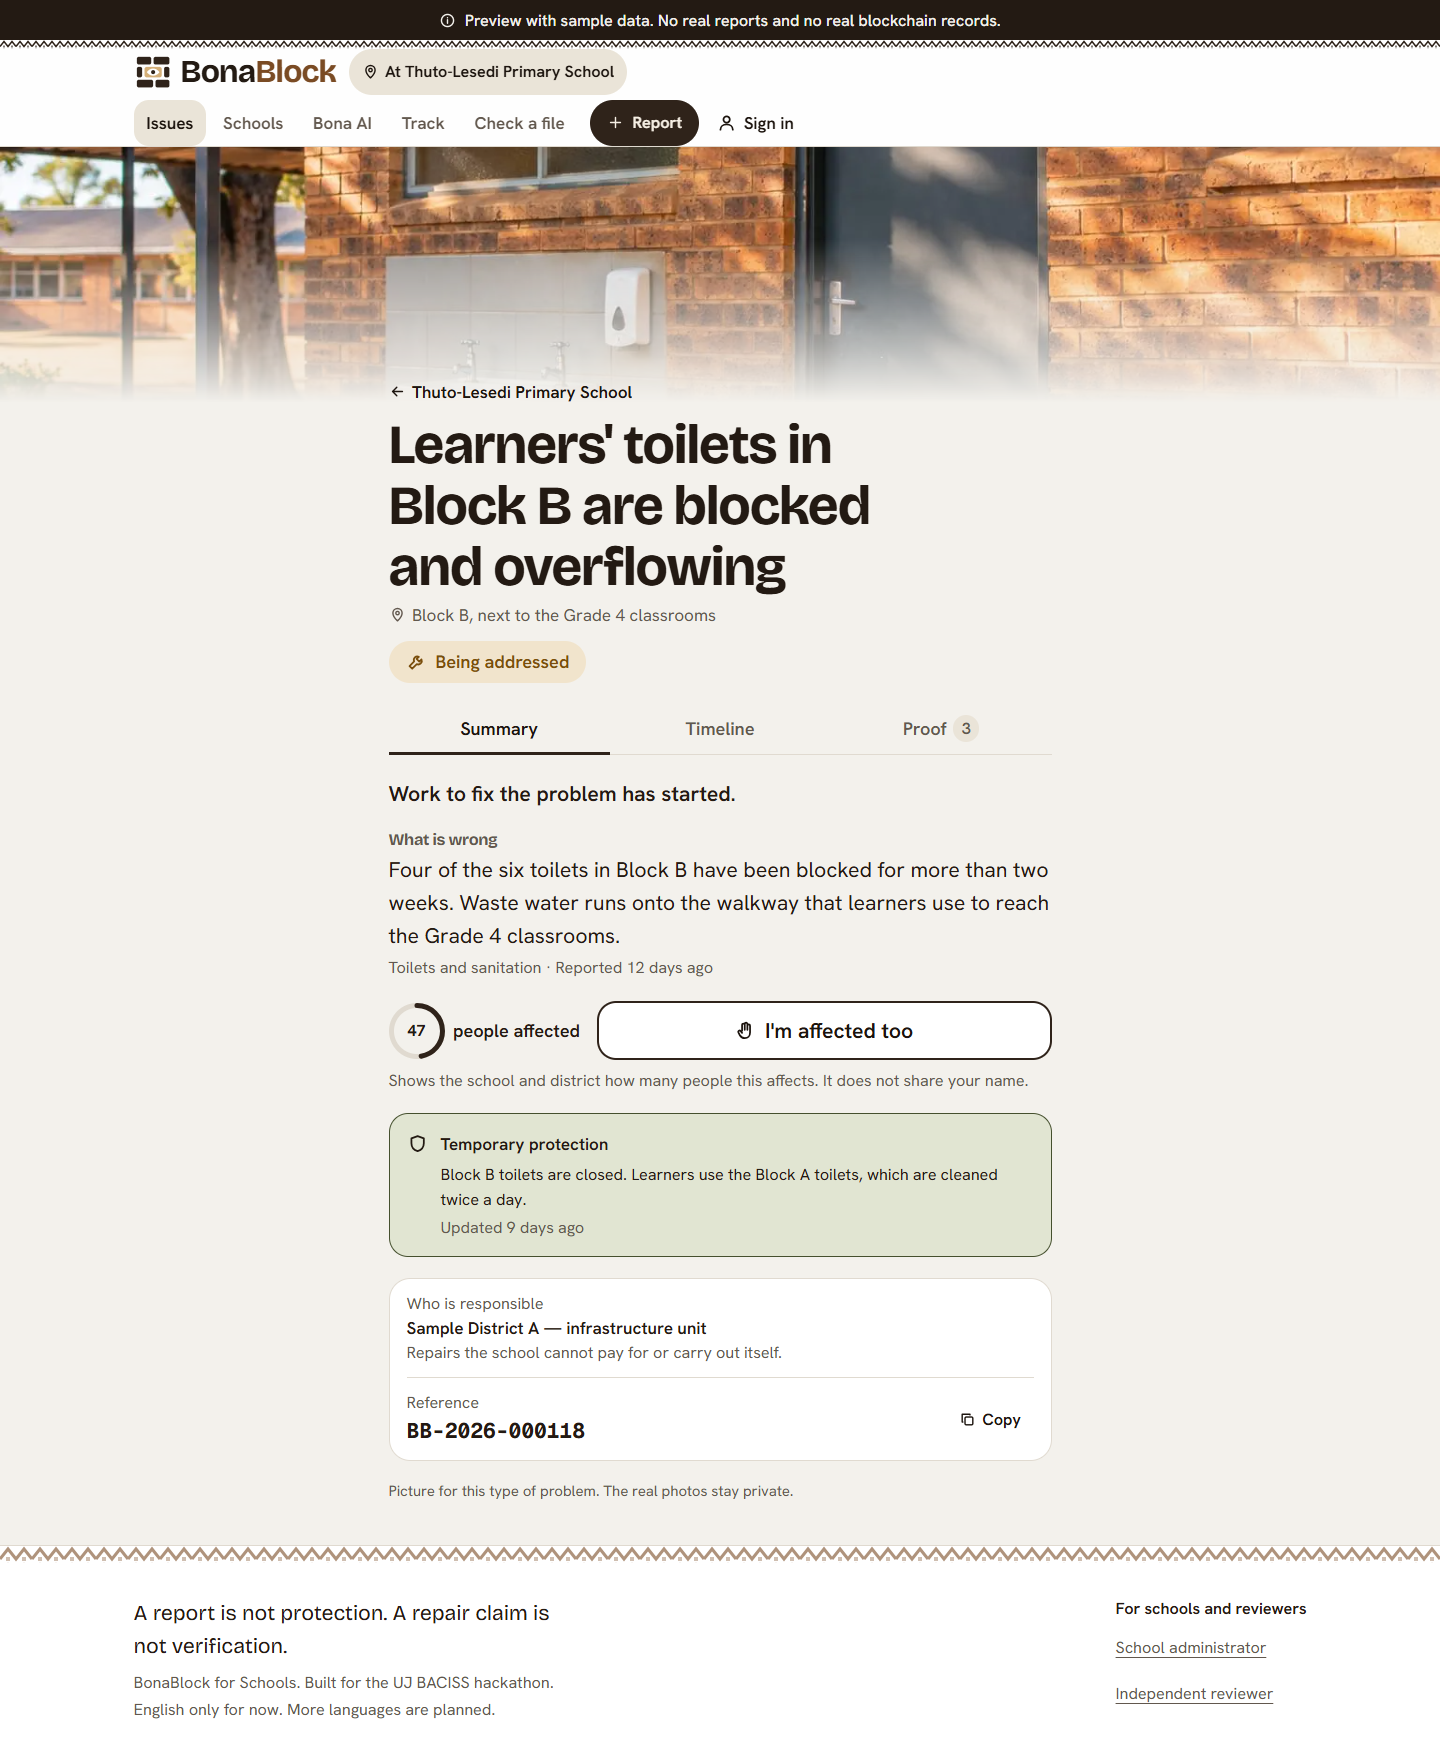 Preview with sample data. No real reports and no real blockchain records.
BonaBlock
At Thuto-Lesedi Primary School
Issues
Schools
Bona AI
Track
Check a file
Report
Sign in
Thuto-Lesedi Primary School
Learners' toilets in
Block B are blocked
and overflowing
Block B, next to the Grade 4 classrooms
Being addressed
Summary
Timeline
Proof 3
Work to fix the problem has started.
What is wrong
Four of the six toilets in Block B have been blocked for more than two
weeks. Waste water runs onto the walkway that learners use to reach
the Grade 4 classrooms.
Toilets and sanitation · Reported 12 days ago
47 people affected
I'm affected too
Shows the school and district how many people this affects. It does not share your name.
Temporary protection
Block B toilets are closed. Learners use the Block A toilets, which are cleaned
twice a day.
Updated 9 days ago
Who is responsible
Sample District A — infrastructure unit
Repairs the school cannot pay for or carry out itself.
Reference
BB-2026-000118
Copy
Picture for this type of problem. The real photos stay private.
A report is not protection. A repair claim is
not verification.
BonaBlock for Schools. Built for the UJ BACISS hackathon.
English only for now. More languages are planned.
For schools and reviewers
School administrator
Independent reviewer